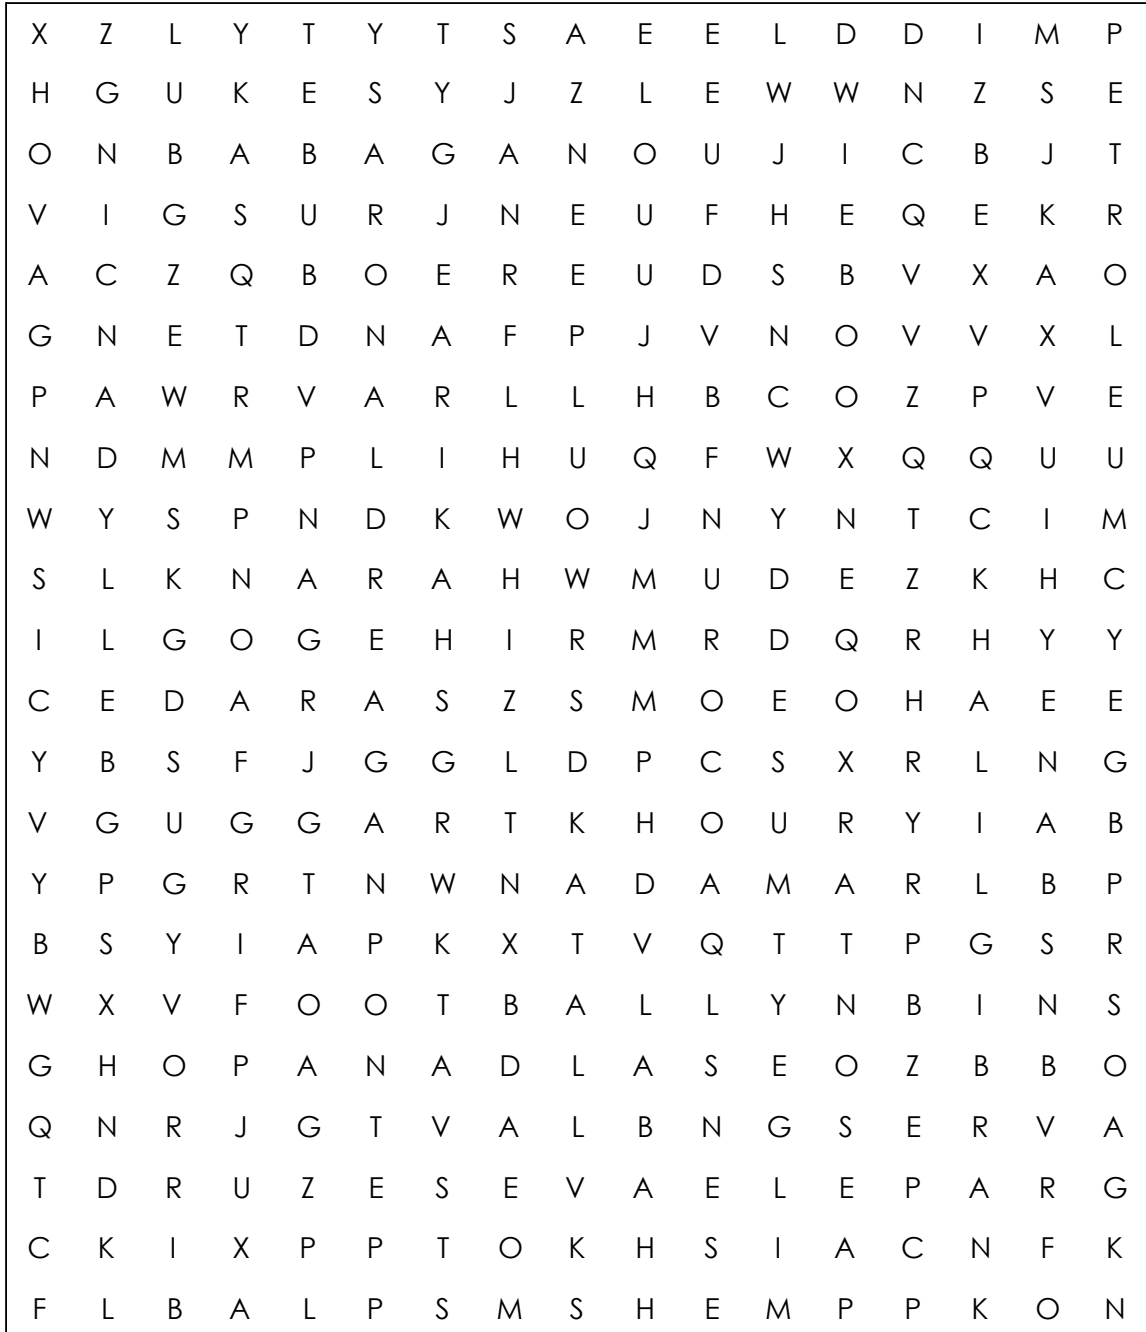 X Z L Y T Y T S A E E L D D I M P
H G U K E S Y J Z L E W W N Z S E
O N B A B A G A N O U J I C B J T
V I G S U R J N E U F H E Q E K R
A C Z Q B O E R E U D S B V X A O
G N E T D N A F P J V N O V V X L
P A W R V A R L L H B C O Z P V E
N D M M P L I H U Q F W X Q Q U U
W Y S P N D K W O J N Y N T C I M
S L K N A R A H W M U D E Z K H C
I L G O G E H I R M R D Q R H Y Y
C E D A R A S Z S M O E O H A E E
Y B S F J G G L D P C S X R L N G
V G U G G A R T K H O U R Y I A B
Y P G R T N W N A D A M A R L B P
B S Y I A P K X T V Q T T P G S R
W X V F O O T B A L L Y N B I N S
G H O P A N A D L A S E O Z B B O
Q N R J G T V A L B N G S E R V A
T D R U Z E S E V A E L E P A R G
C K I X P P T O K H S I A C N F K
F L B A L P S M S H E M P P K O N